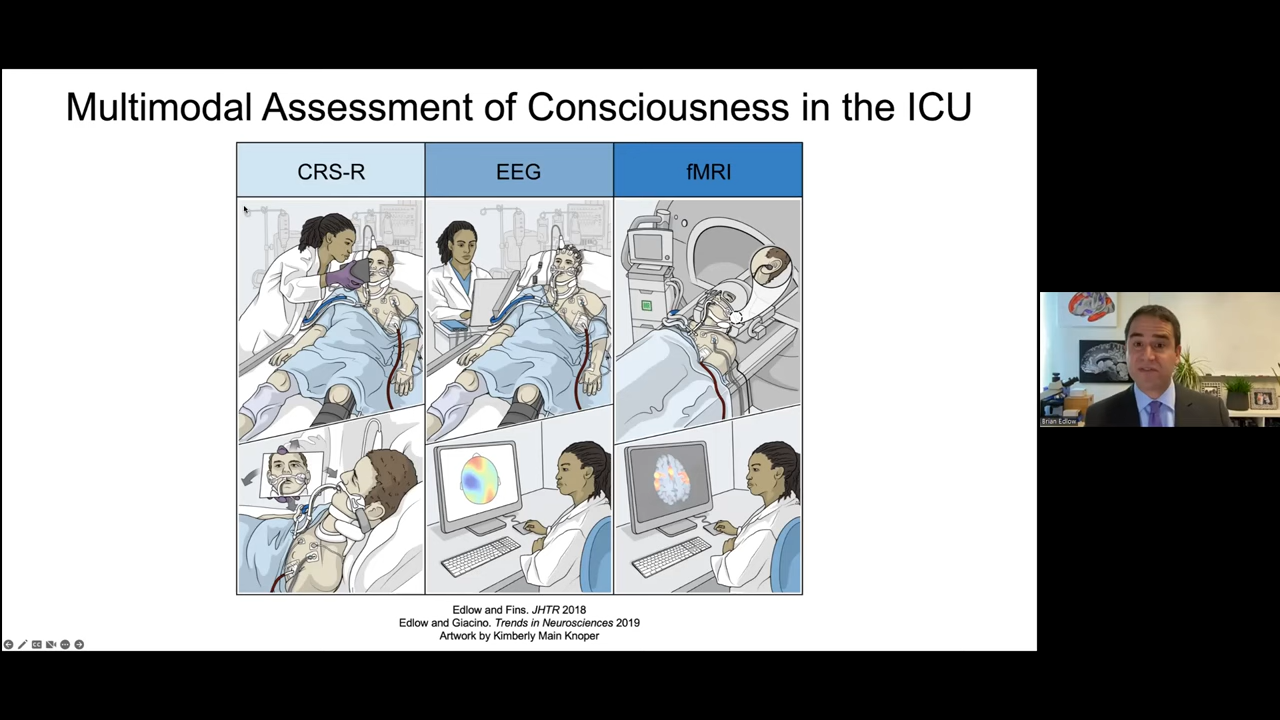 Multimodal Assessment of Consciousness in the ICU
CRS-R
EEG
fMRI
Edlow and Fins. JHTR 2018
Edlow and Giacino. Trends in Neurosciences 2019
Artwork by Kimberly Main Knoper
Brian Edlow